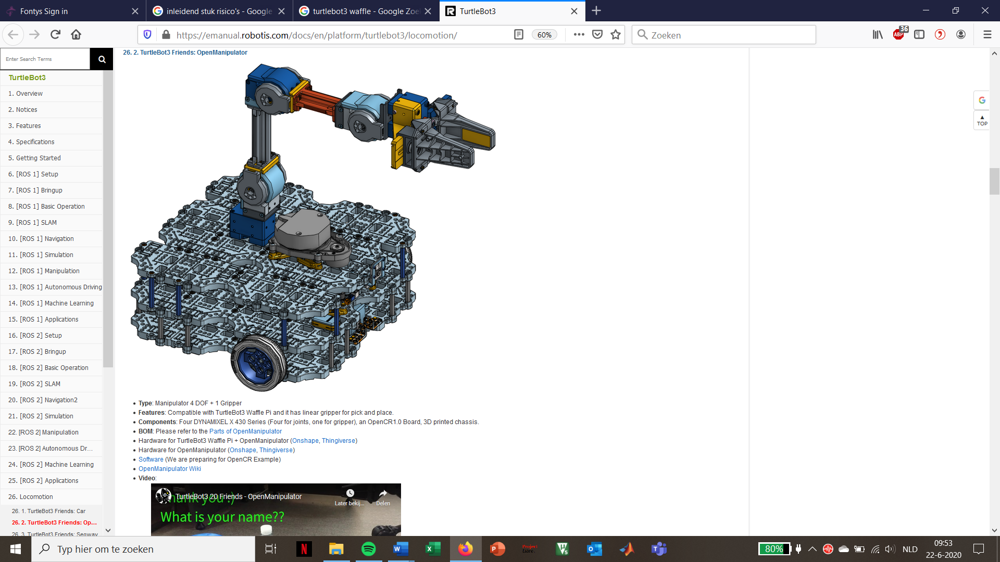 Fontys Sign in
inleidend stuk risico's - Google
turtlebot3 waffle - Google Zoe
TurtleBot3
https://emanual.robotis.com/docs/en/platform/turtlebot3/locomotion/
60%
Zoeken
ABP
36
Enter Search Terms
TurtleBot3
1. Overview
2. Notices
3. Features
4. Specifications
5. Getting Started
6. [ROS 1] Setup
7. [ROS 1] Bringup
8. [ROS 1] Basic Operation
9. [ROS 1] SLAM
10. [ROS 1] Navigation
11. [ROS 1] Simulation
12. [ROS 1] Manipulation
13. [ROS 1] Autonomous Driving
14. [ROS 1] Machine Learning
15. [ROS 1] Applications
16. [ROS 2] Setup
17. [ROS 2] Bringup
18. [ROS 2] Basic Operation
19. [ROS 2] SLAM
20. [ROS 2] Navigation2
21. [ROS 2] Simulation
22. [ROS 2] Manipulation
23. [ROS 2] Autonomous Dr...
24. [ROS 2] Machine Learning
25. [ROS 2] Applications
26. Locomotion
26. 1. TurtleBot3 Friends: Car
26. 2. TurtleBot3 Friends: Op...
26. 3. TurtleBot3 Friends: Segway
26. 2. TurtleBot3 Friends: OpenManipulator
TOP
Type: Manipulator 4 DOF + 1 Gripper
Features: Compatible with TurtleBot3 Waffle Pi and it has linear gripper for pick and place.
Components: Four DYNAMIXEL X 430 Series (Four for joints, one for gripper), an OpenCR1.0 Board, 3D printed chassis.
BOM: Please refer to the Parts of OpenManipulator
Hardware for TurtleBot3 Waffle Pi + OpenManipulator (Onshape, Thingiverse)
Hardware for OpenManipulator (Onshape, Thingiverse)
Software (We are preparing for OpenCR Example)
OpenManipulator Wiki
Video:
TurtleBot3 20 Friends - OpenManipulator
Later bekij...
Delen
you :)
What is your name??
Typ hier om te zoeken
80%
NLD
09:53
22-6-2020